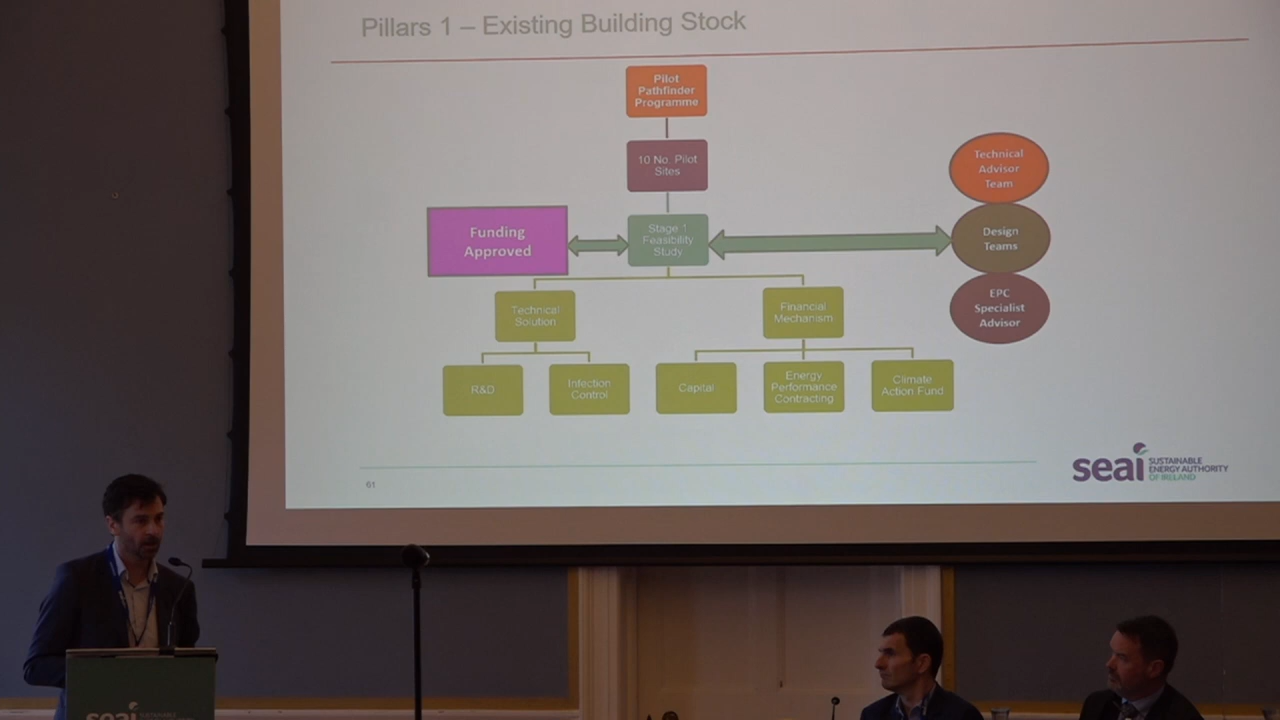 Pillars 1 – Existing Building Stock
Pilot
Pathfinder
Programme
10 No. Pilot
Sites
Technical
Advisor
Team
Funding
Approved
Stage 1
Feasibility
Study
Design
Teams
EPC
Specialist
Advisor
Technical
Solution
Financial
Mechanism
R&D
Infection
Control
Capital
Energy
Performance
Contracting
Climate
Action Fund
61
seai
SUSTAINABLE
ENERGY AUTHORITY
OF IRELAND
seai
SUSTAINABLE